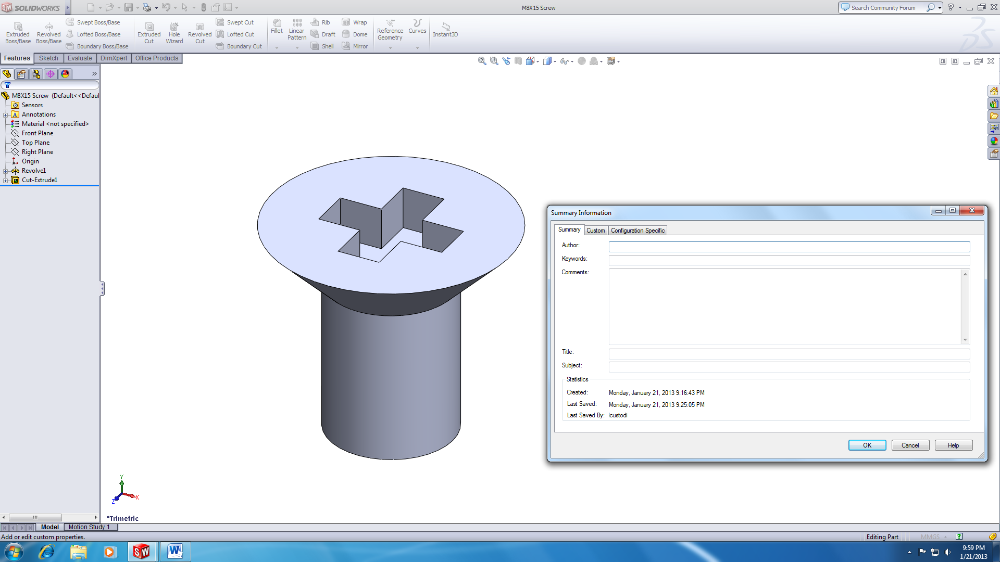 SOLIDWORKS
M8X15 Screw
Search Community Forum
Extruded Boss/Base
Revolved Boss/Base
Swept Boss/Base
Lofted Boss/Base
Boundary Boss/Base
Extruded Cut
Hole Wizard
Revolved Cut
Swept Cut
Lofted Cut
Boundary Cut
Fillet
Linear Pattern
Rib
Draft
Shell
Wrap
Dome
Mirror
Reference Geometry
Curves
Instant3D
Features
Sketch
Evaluate
DimXpert
Office Products
M8X15 Screw (Default<<Defaul
Sensors
Annotations
Material <not specified>
Front Plane
Top Plane
Right Plane
Origin
Revolve1
Cut-Extrude1
Summary Information
Summary
Custom
Configuration Specific
Author:
Keywords:
Comments:
Title:
Subject:
Statistics
Created: Monday, January 21, 2013 9:16:43 PM
Last Saved: Monday, January 21, 2013 9:25:05 PM
Last Saved By: lcustodi
OK
Cancel
Help
Y
X
Z
*Trimetric
Model
Motion Study 1
Add or edit custom properties.
Editing Part
MMGS
9:59 PM
1/21/2013